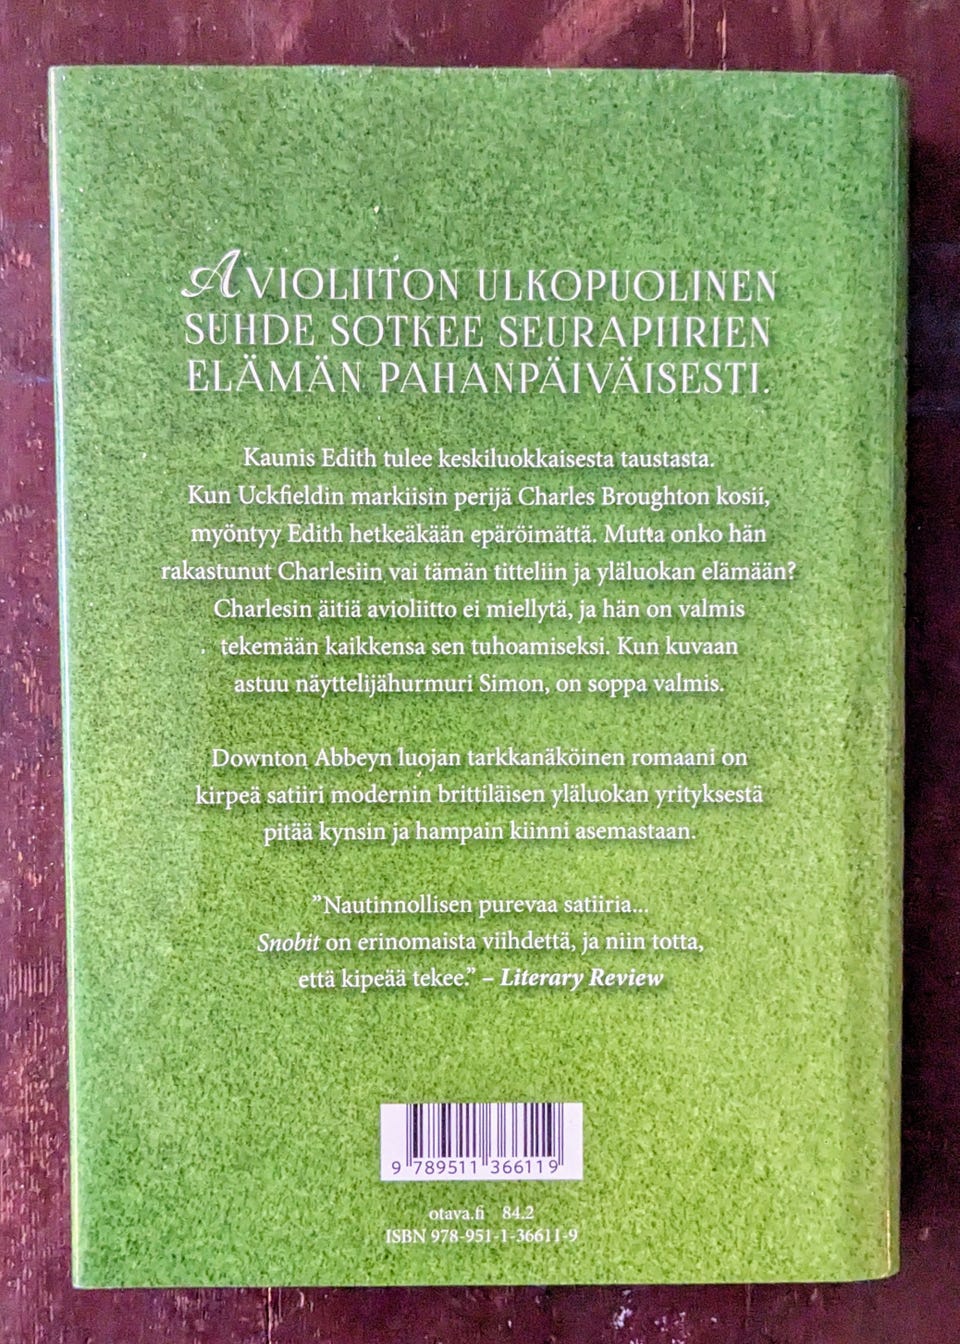 AVIOLIITON ULKOPUOLINEN
SUHDE SOTKEE SEURAPIIRIEN
ELÄMÄN PAHANPÄIVÄISESTI.
Kaunis Edith tulee keskiluokkaisesta taustasta.
Kun Uckfieldin markiisin perijä Charles Broughton kosii,
myöntyy Edith hetkeäkään epäröimättä. Mutta onko hän
rakastunut Charlesiin vai tämän titteliin ja yläluokan elämään?
Charlesin äitiä avioliitto ei miellytä, ja hän on valmis
tekemään kaikkensa sen tuhoamiseksi. Kun kuvaan
astuu näyttelijähurmuri Simon, on soppa valmis.
Downton Abbeyn luojan tarkkanäköinen romaani on
kirpeä satiiri modernin brittiläisen yläluokan yrityksestä
pitää kynsin ja hampain kiinni asemastaan.
”Nautinnollisen purevaa satiiria...
Snobit on erinomaista viihdettä, ja niin totta,
että kipeää tekee.” – Literary Review
9 789511 366119
otava.fi 84.2
ISBN 978-951-1-36611-9